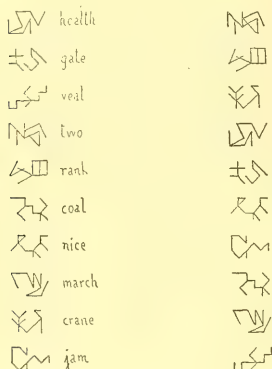 health
gate
veal
two
rank
coal
nice
march
crane
jam